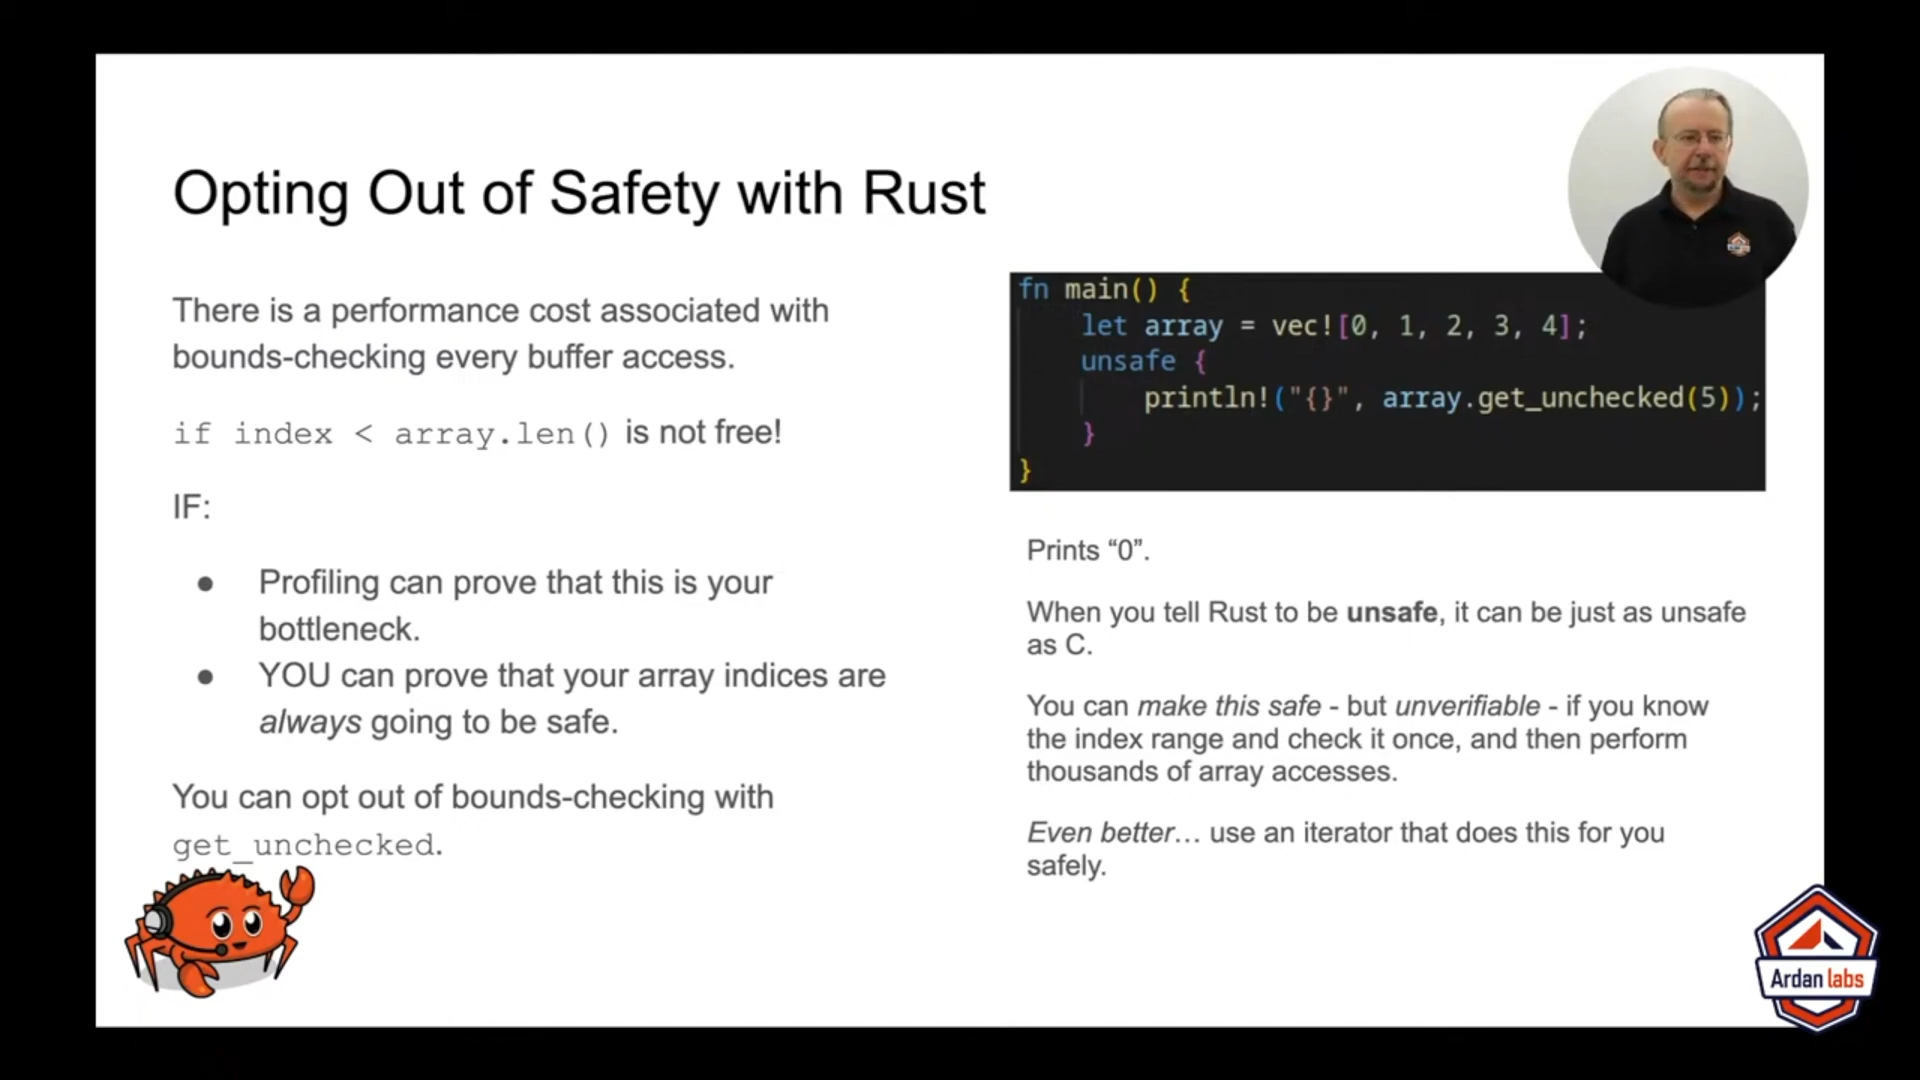 Opting Out of Safety with Rust
There is a performance cost associated with
bounds-checking every buffer access.
if index < array.len() is not free!
IF:
● Profiling can prove that this is your
bottleneck.
● YOU can prove that your array indices are
always going to be safe.
You can opt out of bounds-checking with
get_unchecked.
fn main() {
    let array = vec![0, 1, 2, 3, 4];
    unsafe {
        println!("{}", array.get_unchecked(5));
    }
}
Prints “0”.
When you tell Rust to be unsafe, it can be just as unsafe
as C.
You can make this safe - but unverifiable - if you know
the index range and check it once, and then perform
thousands of array accesses.
Even better… use an iterator that does this for you
safely.
Ardan labs